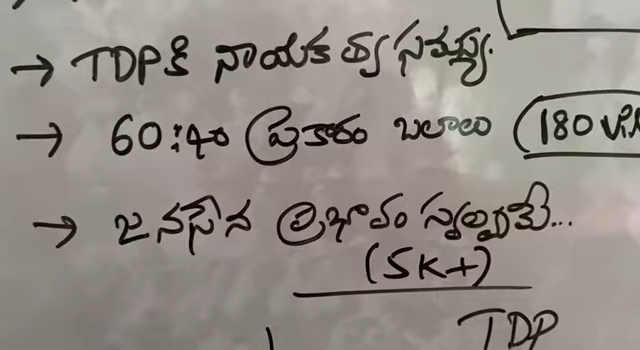 → TDPకి నాయకత్వ సమస్య.
→ 60:40 ప్రకారం బలాలు (180 V.
→ జనసేన ప్రభావం స్వల్పమే...
(5K+)
TDP